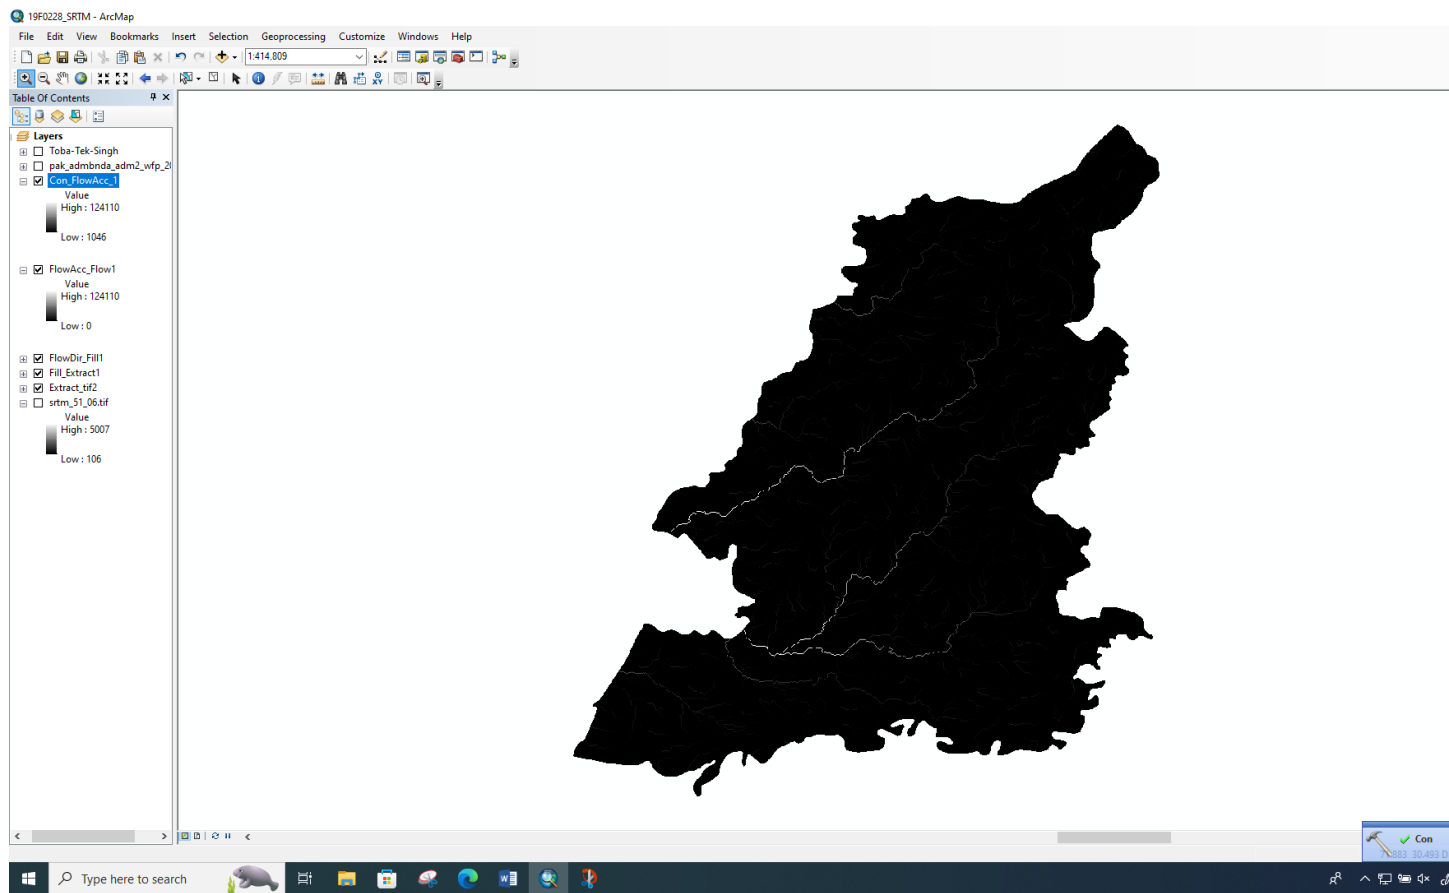 19F0228_SRTM - ArcMap
File Edit View Bookmarks Insert Selection Geoprocessing Customize Windows Help
1:414,809
Table Of Contents
Layers
Toba-Tek-Singh
pak_admbnda_adm2_wfp_20
Con_FlowAcc_1
Value
High : 124110
Low : 1046
FlowAcc_Flow1
Value
High : 124110
Low : 0
FlowDir_Fill1
Fill_Extract1
Extract_tif2
srtm_51_06.tif
Value
High : 5007
Low : 106
Con
30.493 D
Type here to search